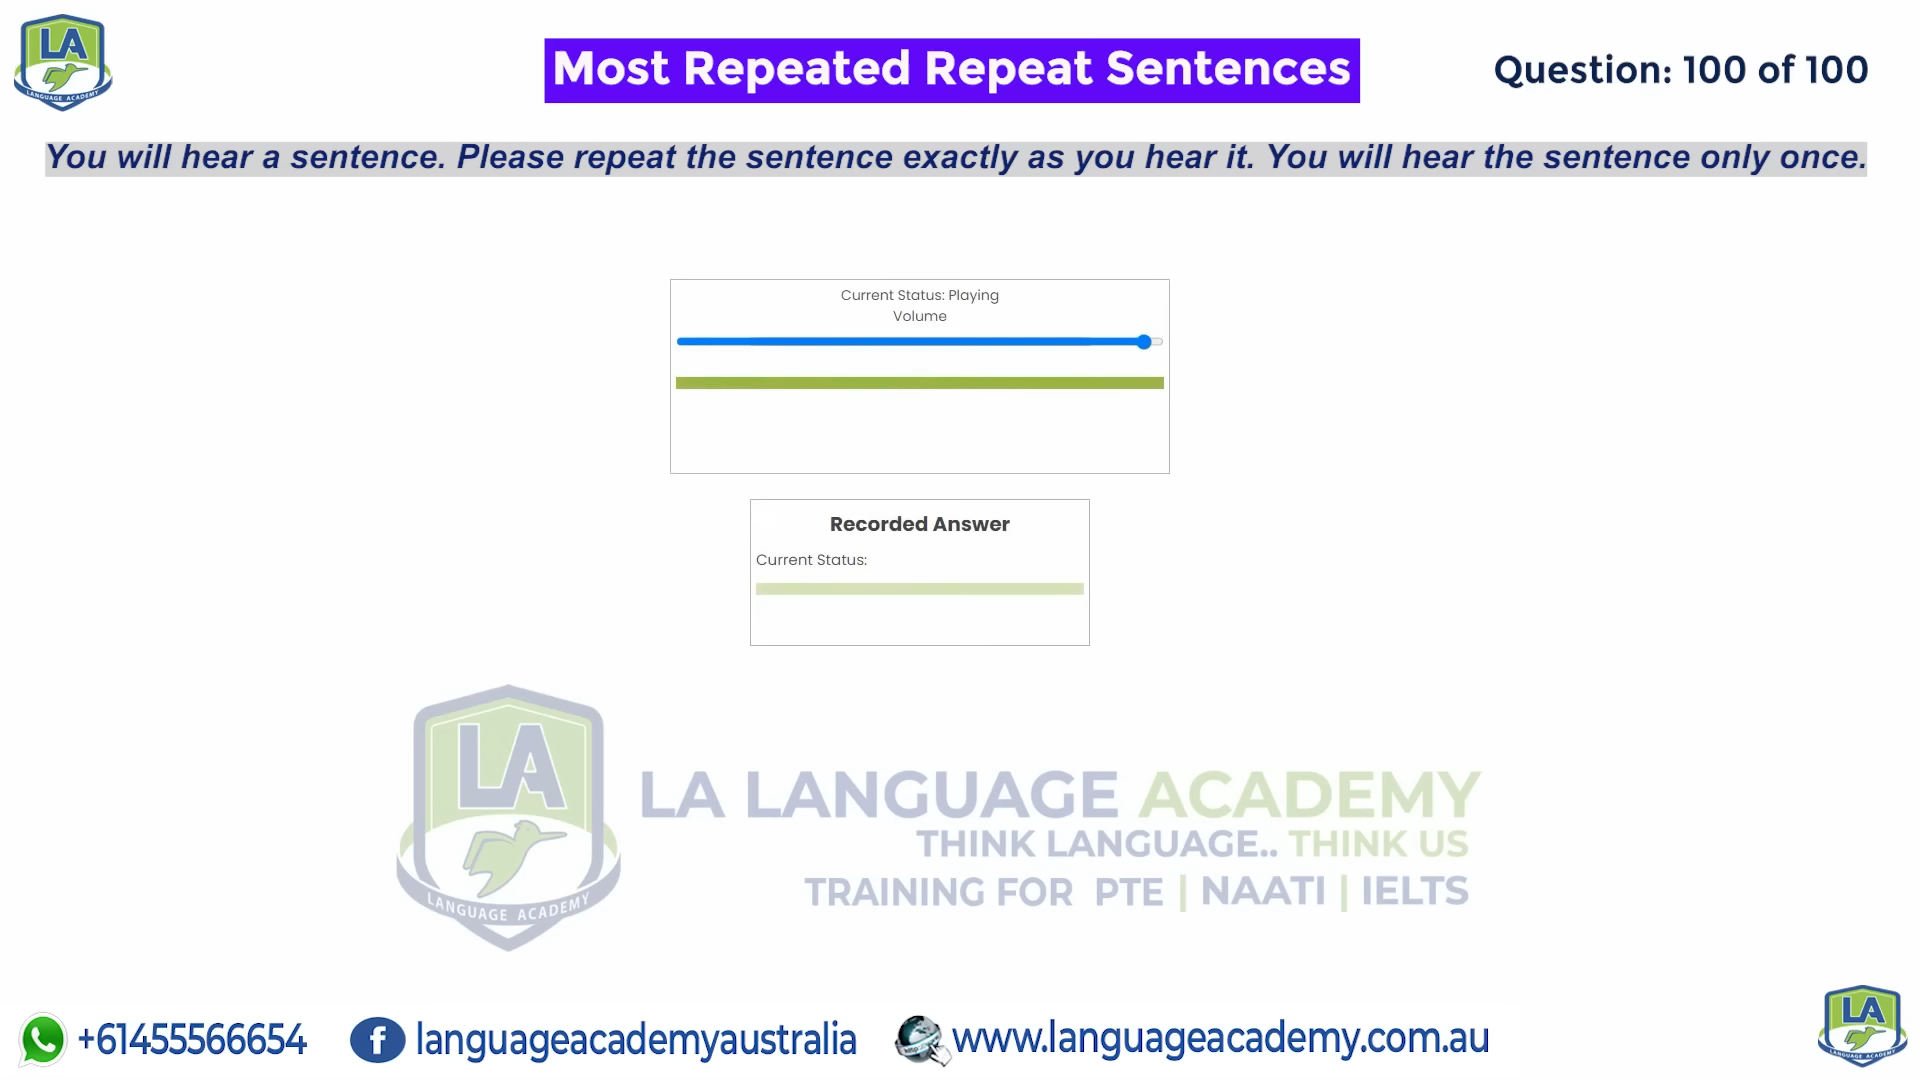 LA
LANGUAGE ACADEMY
Most Repeated Repeat Sentences
Question: 100 of 100
You will hear a sentence. Please repeat the sentence exactly as you hear it. You will hear the sentence only once.
Current Status: Playing
Volume
Recorded Answer
Current Status:
LA
LANGUAGE ACADEMY
LA LANGUAGE ACADEMY
THINK LANGUAGE.. THINK US
TRAINING FOR PTE | NAATI | IELTS
+61455566654
f
languageacademyaustralia
www.languageacademy.com.au
LA
LANGUAGE ACADEMY